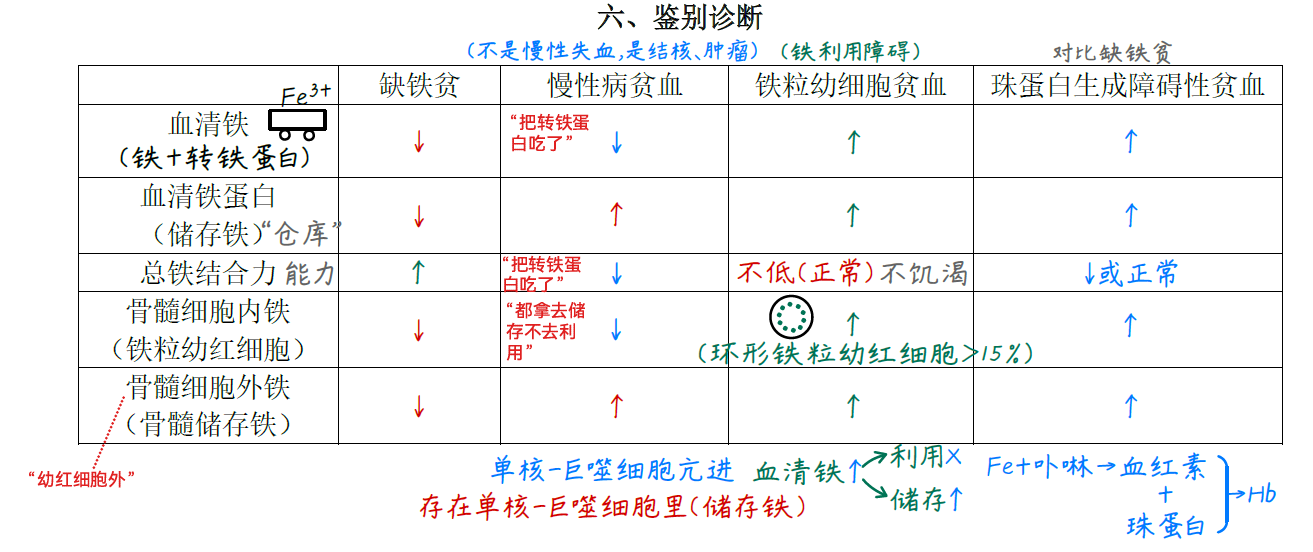 六、鉴别诊断
(不是慢性失血,是结核、肿瘤) (铁利用障碍) 对比缺铁贫
缺铁贫 慢性病贫血 铁粒幼细胞贫血 珠蛋白生成障碍性贫血
Fe3+
血清铁
(铁+转铁蛋白)
↓ “把转铁蛋
白吃了” ↓ ↑ ↑
血清铁蛋白
（储存铁）“仓库”
↓ ↑ ↑ ↑
总铁结合力 能力 ↑ “把转铁蛋
白吃了” ↓ 不低(正常) 不饥渴 ↓或正常
骨髓细胞内铁
（铁粒幼红细胞）
↓ “都拿去储
存不去利
用” ↓ ↑ ↑
(环形铁粒幼红细胞>15%)
骨髓细胞外铁
（骨髓储存铁）
↓ ↑ ↑ ↑
“幼红细胞外”
单核-巨噬细胞亢进
存在单核-巨噬细胞里(储存铁)
血清铁↑ 利用×
储存↑
Fe+卟啉→血红素
+
珠蛋白
→Hb